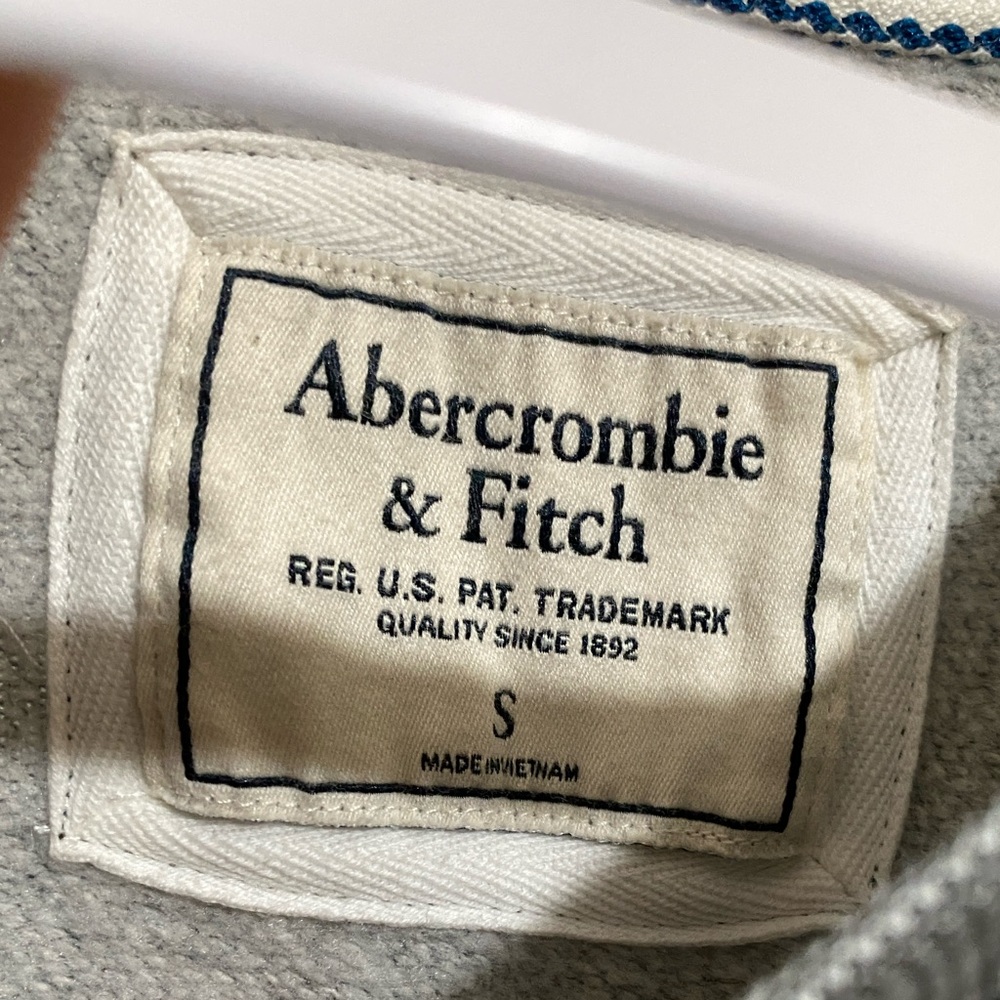 Abercrombie
& Fitch
REG. U.S. PAT. TRADEMARK
QUALITY SINCE 1892
S
MADE IN VIETNAM